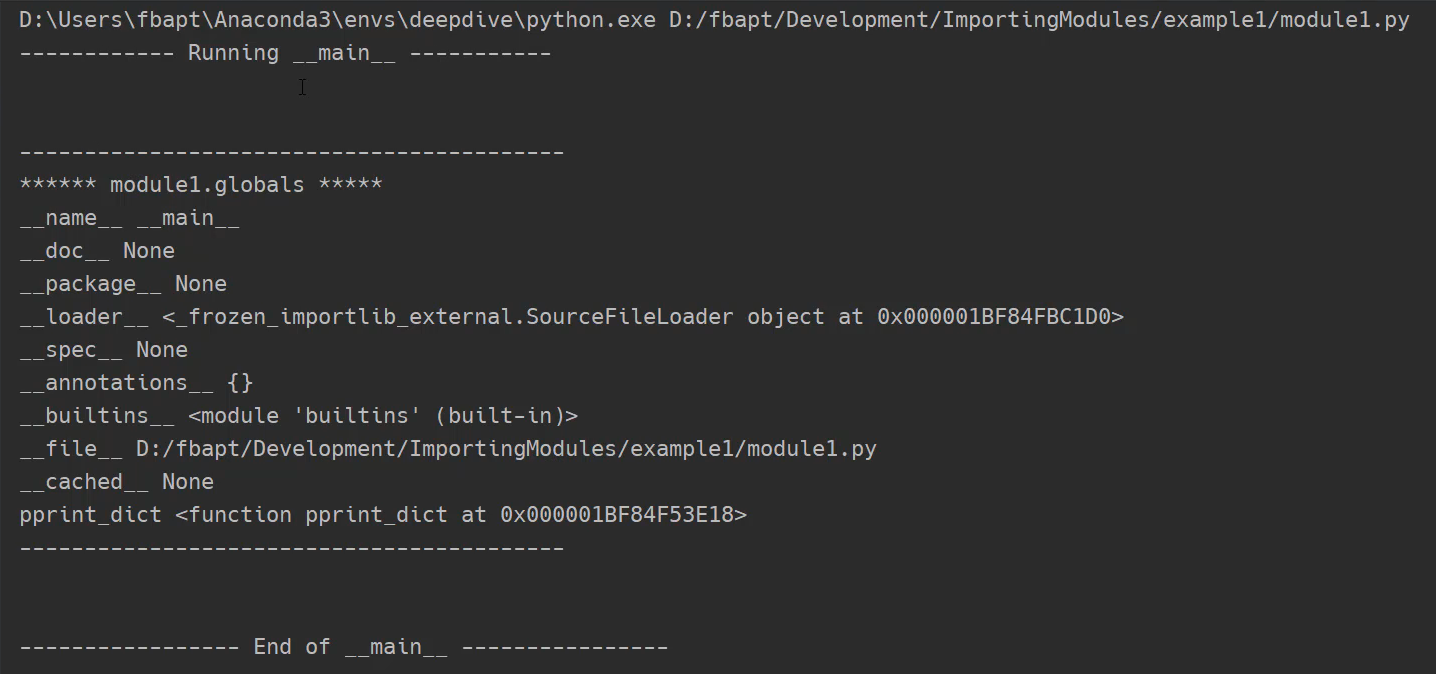 D:\Users\fbapt\Anaconda3\envs\deepdive\python.exe D:/fbapt/Development/ImportingModules/example1/module1.py
------------ Running __main__ -----------
------------------------------------------
****** module1.globals *****
__name__ __main__
__doc__ None
__package__ None
__loader__ <_frozen_importlib_external.SourceFileLoader object at 0x000001BF84FBC1D0>
__spec__ None
__annotations__ {}
__builtins__ <module 'builtins' (built-in)>
__file__ D:/fbapt/Development/ImportingModules/example1/module1.py
__cached__ None
pprint_dict <function pprint_dict at 0x000001BF84F53E18>
------------------------------------------
----------------- End of __main__ ----------------